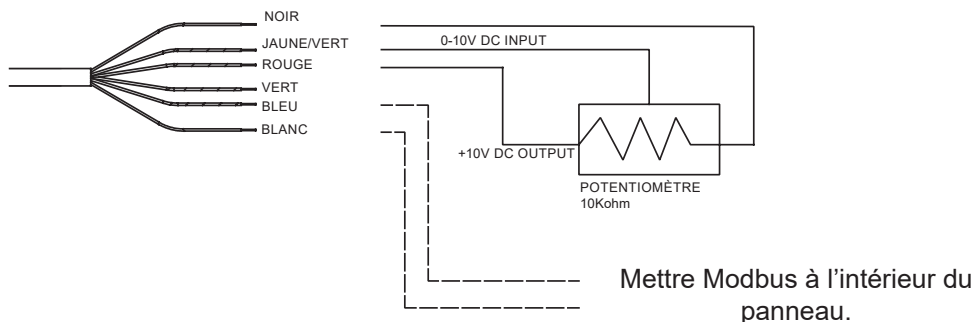 NOIR
JAUNE/VERT
0-10V DC INPUT
ROUGE
VERT
BLEU
BLANC
+10V DC OUTPUT
POTENTIOMÈTRE
10Kohm
Mettre Modbus à l’intérieur du
panneau.